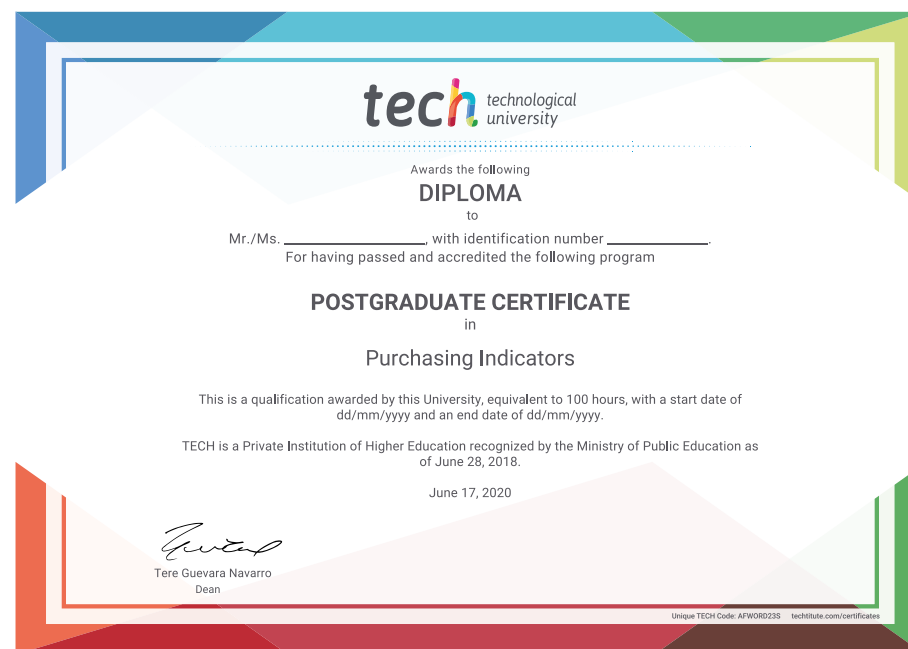 tech technological
university
Awards the following
DIPLOMA
to
Mr./Ms. __________________, with identification number ________________.
For having passed and accredited the following program
POSTGRADUATE CERTIFICATE
in
Purchasing Indicators
This is a qualification awarded by this University, equivalent to 100 hours, with a start date of
dd/mm/yyyy and an end date of dd/mm/yyyy.
TECH is a Private Institution of Higher Education recognized by the Ministry of Public Education as
of June 28, 2018.
June 17, 2020
Tere Guevara Navarro
Dean
Unique TECH Code: AFWORD23S techtitute.com/certificates